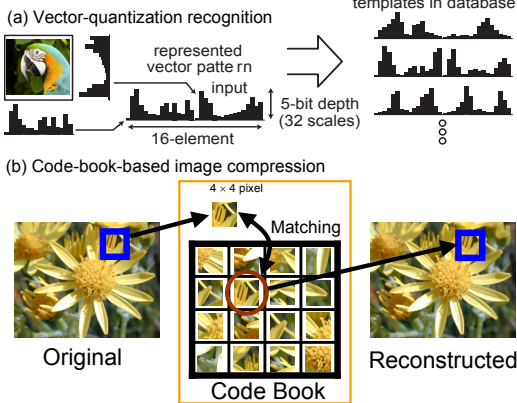 templates in database
(a) Vector-quantization recognition
represented
vector patte rn
input
5-bit depth
(32 scales)
16-element
(b) Code-book-based image compression
4 × 4 pixel
Matching
Original
Reconstructed
Code Book